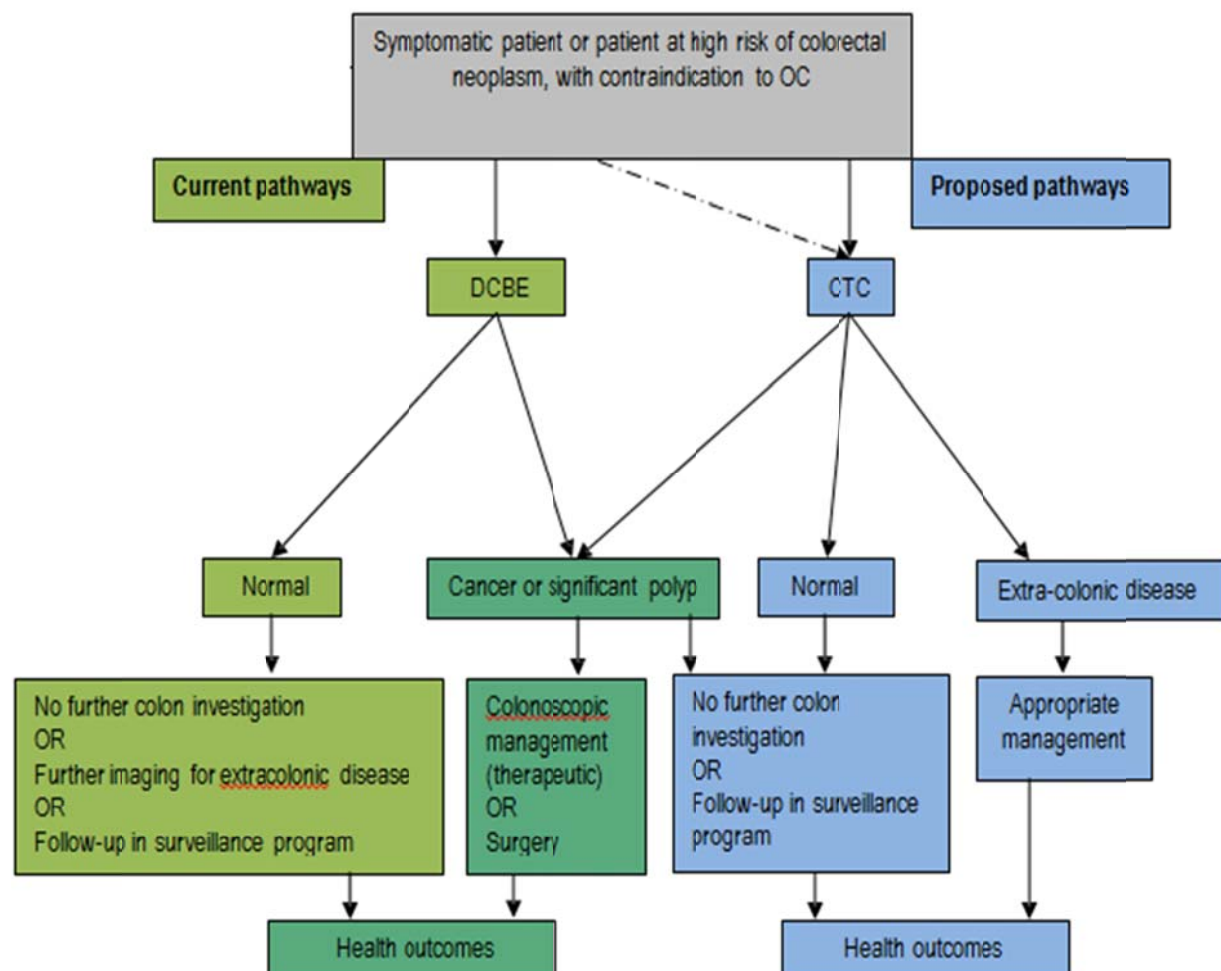 Symptomatic patient or patient at high risk of colorectal
neoplasm, with contraindication to OC
Current pathways
Proposed pathways
DCBE
CTC
Normal
Cancer or significant polyp
Normal
Extra-colonic disease
No further colon investigation
OR
Further imaging for extracolonic disease
OR
Follow-up in surveillance program
Colonoscopic
management
(therapeutic)
OR
Surgery
No further colon
investigation
OR
Follow-up in surveillance
program
Appropriate
management
Health outcomes
Health outcomes